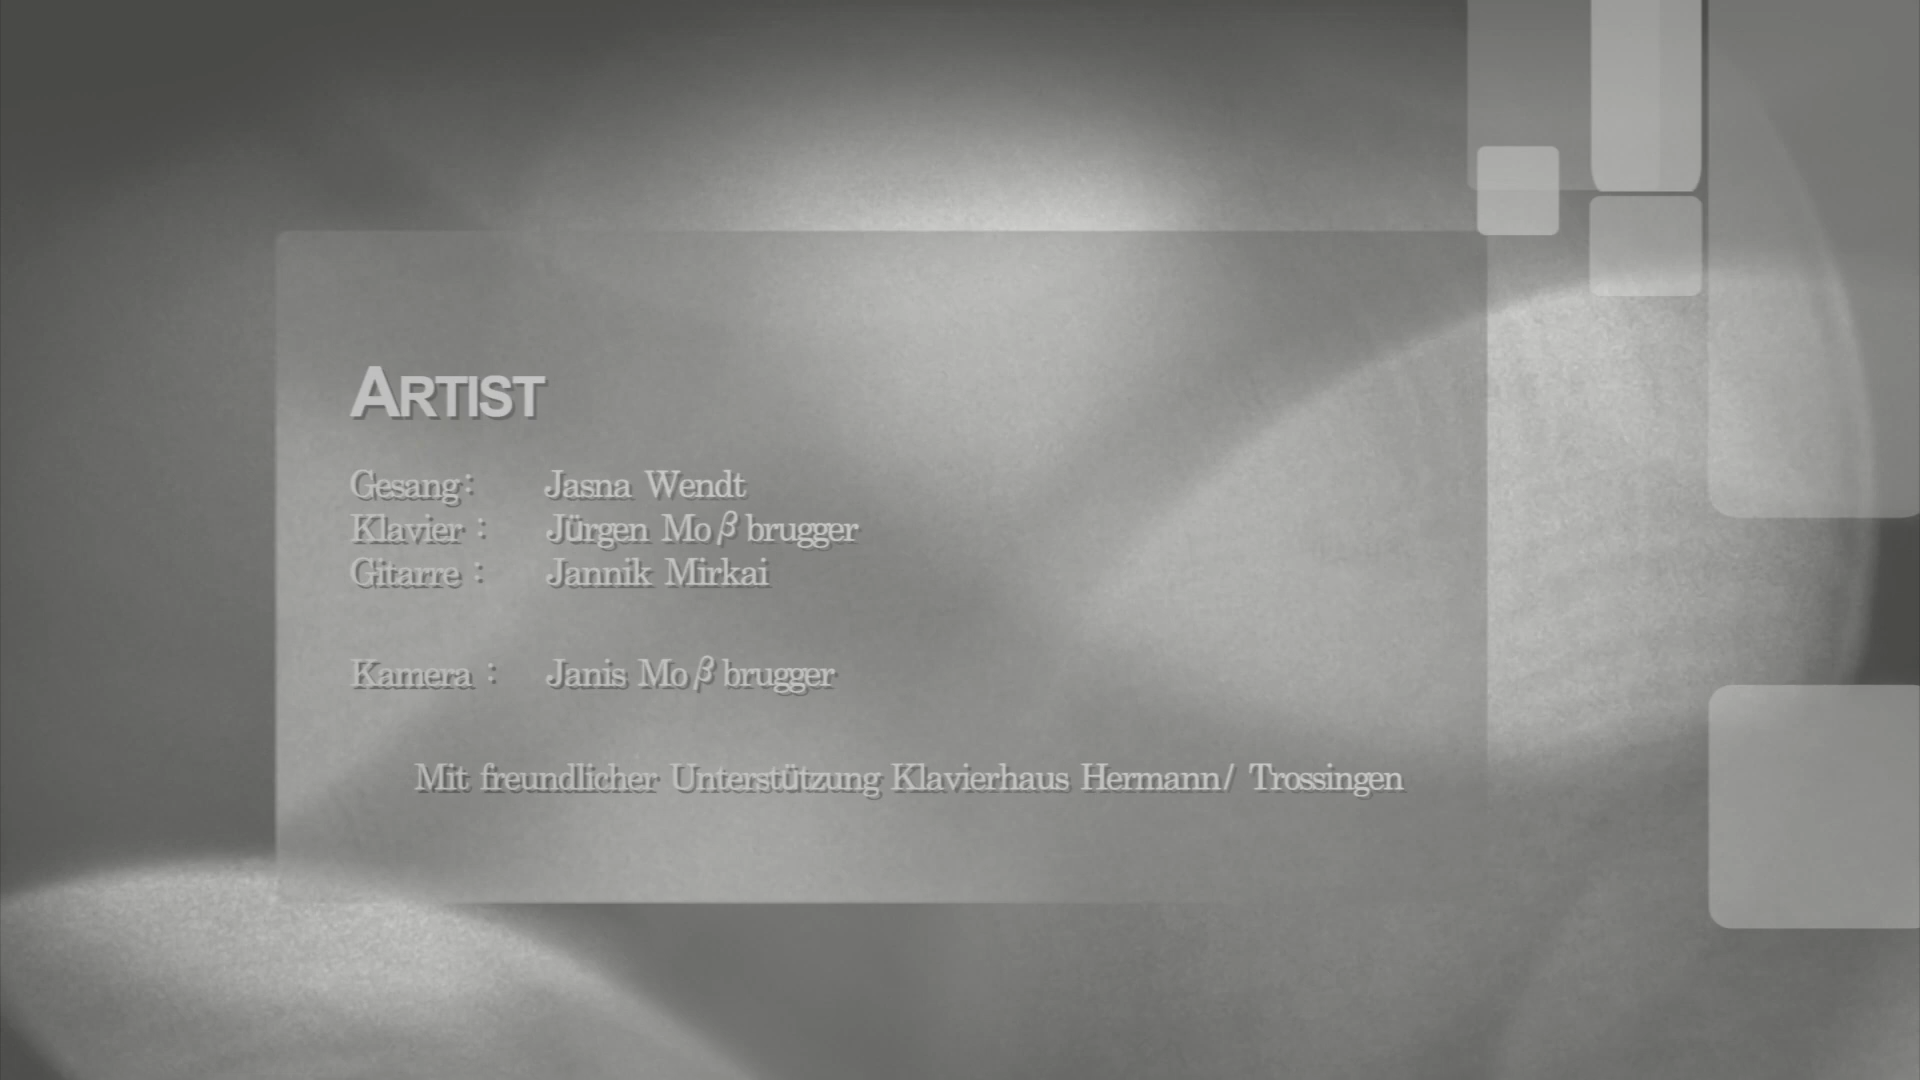 ARTIST
Gesang: Jasna Wendt
Klavier : Jürgen Moβbrugger
Gitarre : Jannik Mirkai
Kamera : Janis Moβbrugger
Mit freundlicher Unterstützung Klavierhaus Hermann/ Trossingen